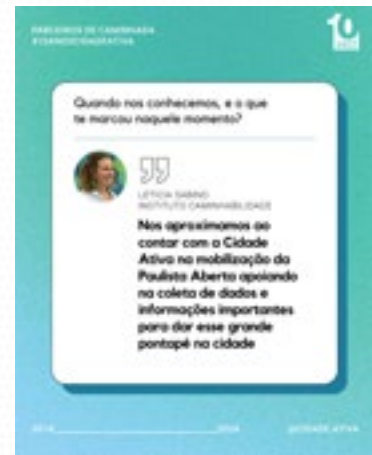 PARCEIROS DE CAMINHADA
#10ANOSCIDADEATIVA
10
ANOS
Quando nos conhecemos, e o que
te marcou naquele momento?
LETICIA SABINO
INSTITUTO CAMINHABILIDADE
Nos aproximamos ao
contar com a Cidade
Ativa na mobilização da
Paulista Aberta apoiando
na coleta de dados e
informações importantes
para dar esse grande
pontapé na cidade
2014 2024 @CIDADE.ATIVA